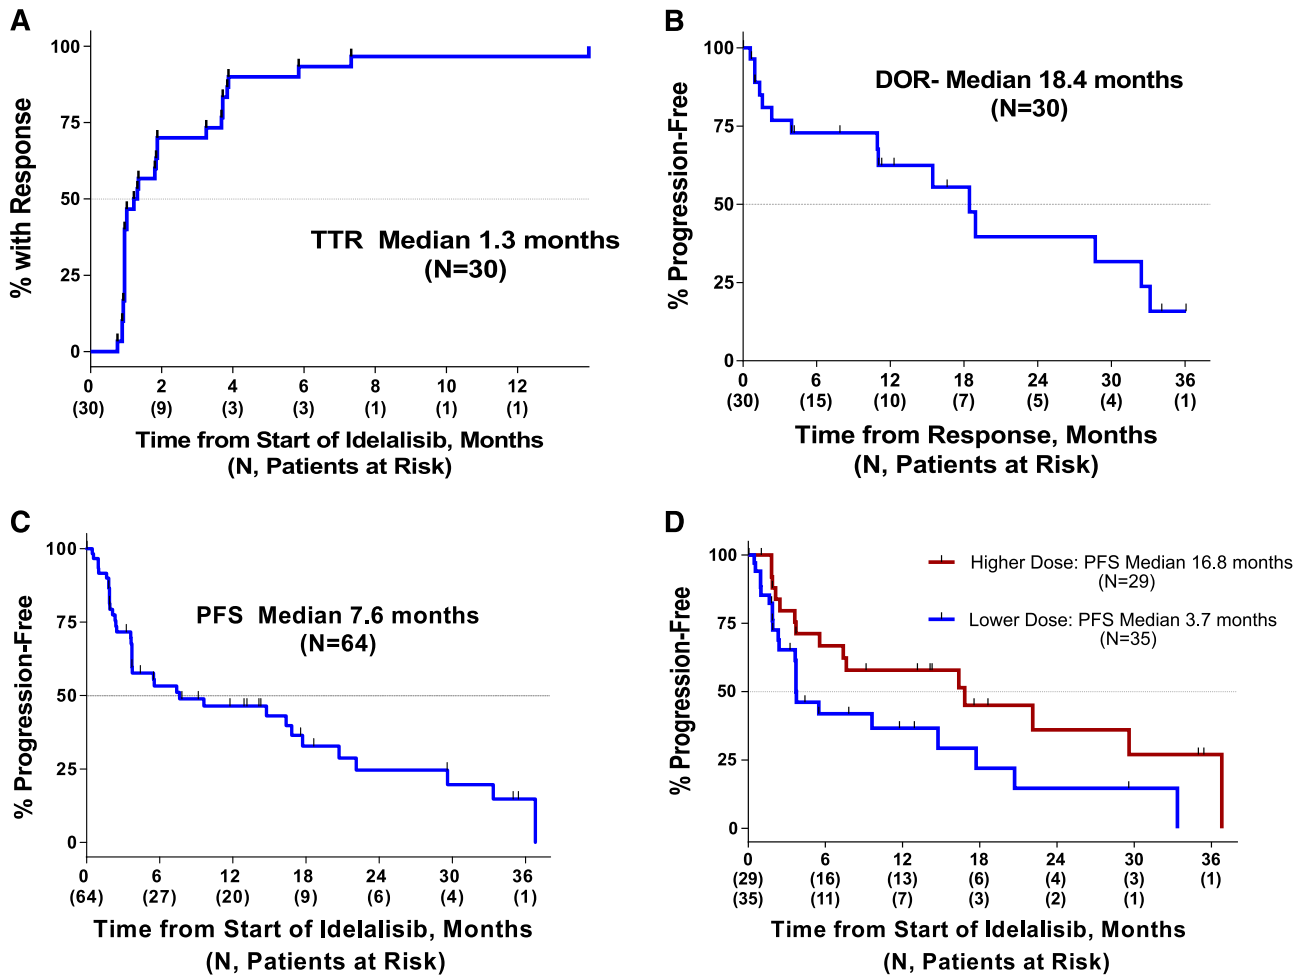 A
100
75
50
25
0
% with Response
TTR Median 1.3 months
(N=30)
0 2 4 6 8 10 12
(30) (9) (3) (3) (1) (1) (1)
Time from Start of Idelalisib, Months
(N, Patients at Risk)
B
100
75
50
25
0
% Progression-Free
DOR- Median 18.4 months
(N=30)
0 6 12 18 24 30 36
(30) (15) (10) (7) (5) (4) (1)
Time from Response, Months
(N, Patients at Risk)
C
100
75
50
25
0
% Progression-Free
PFS Median 7.6 months
(N=64)
0 6 12 18 24 30 36
(64) (27) (20) (9) (6) (4) (1)
Time from Start of Idelalisib, Months
(N, Patients at Risk)
D
100
75
50
25
0
% Progression-Free
Higher Dose: PFS Median 16.8 months
(N=29)
Lower Dose: PFS Median 3.7 months
(N=35)
0 6 12 18 24 30 36
(29) (16) (13) (6) (4) (3) (1)
(35) (11) (7) (3) (2) (1)
Time from Start of Idelalisib, Months
(N, Patients at Risk)